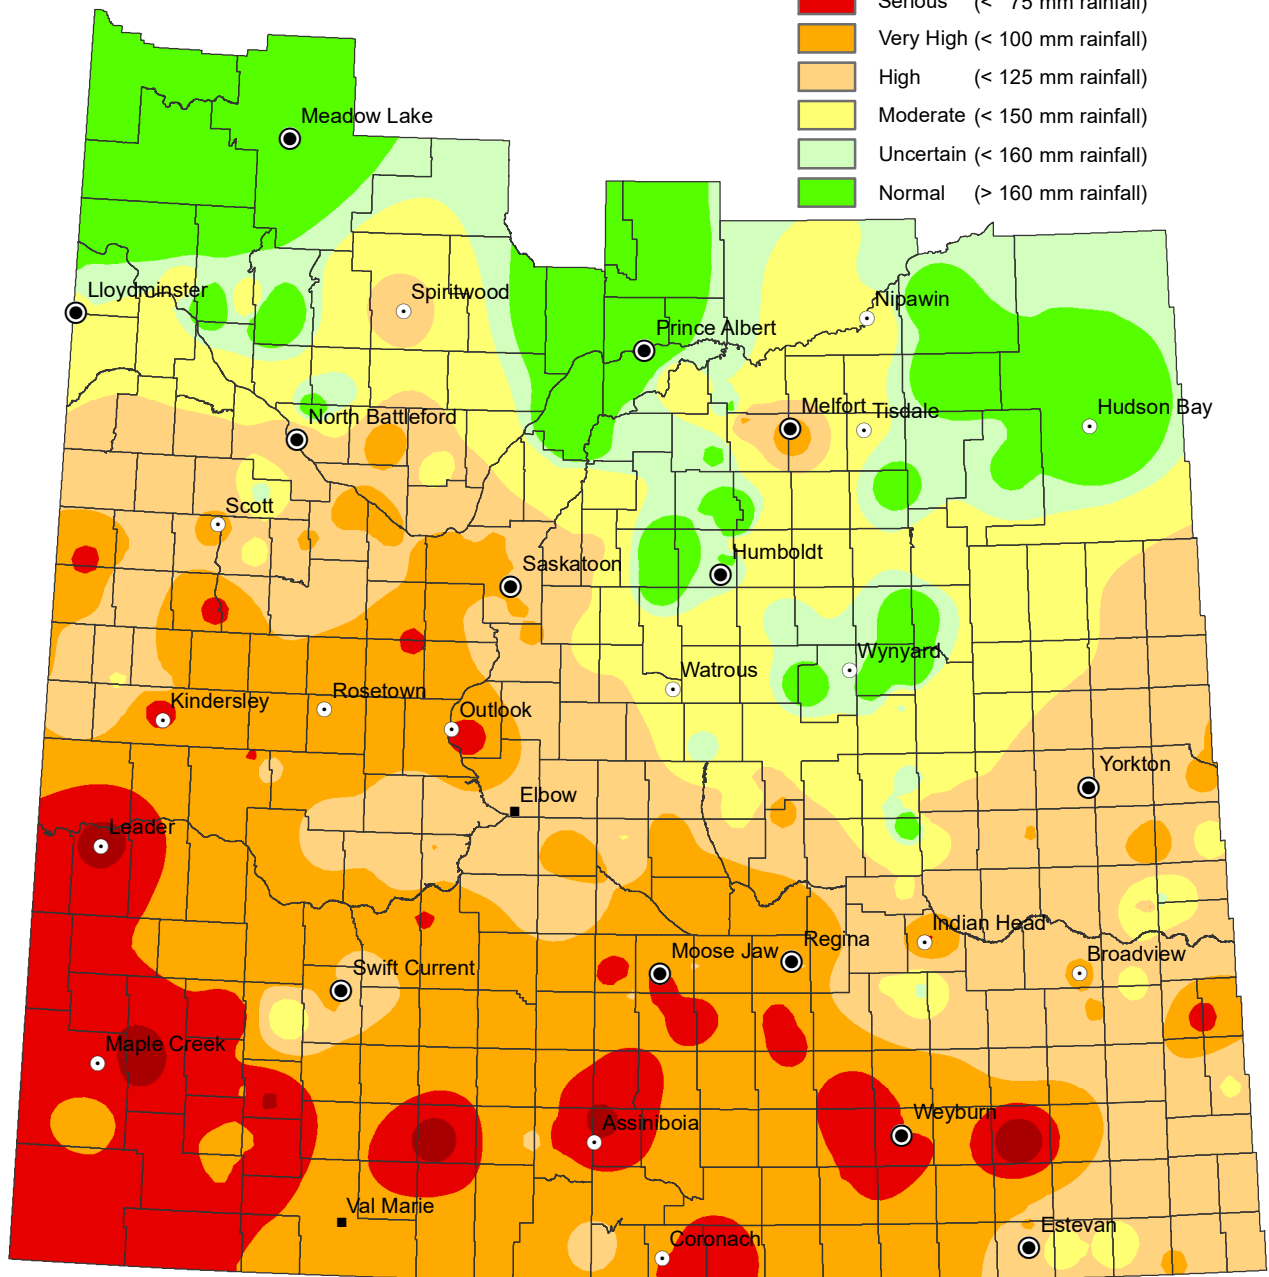 Serious (< 75 mm rainfall)
Very High (< 100 mm rainfall)
High (< 125 mm rainfall)
Moderate (< 150 mm rainfall)
Uncertain (< 160 mm rainfall)
Normal (> 160 mm rainfall)
Meadow Lake
Lloydminster
Spiritwood
Nipawin
Prince Albert
North Battleford
Melfort
Tisdale
Hudson Bay
Scott
Saskatoon
Humboldt
Wynyard
Watrous
Kindersley
Rosetown
Outlook
Yorkton
Elbow
Leader
Indian Head
Regina
Moose Jaw
Broadview
Swift Current
Maple Creek
Weyburn
Assiniboia
Val Marie
Estevan
Coronach